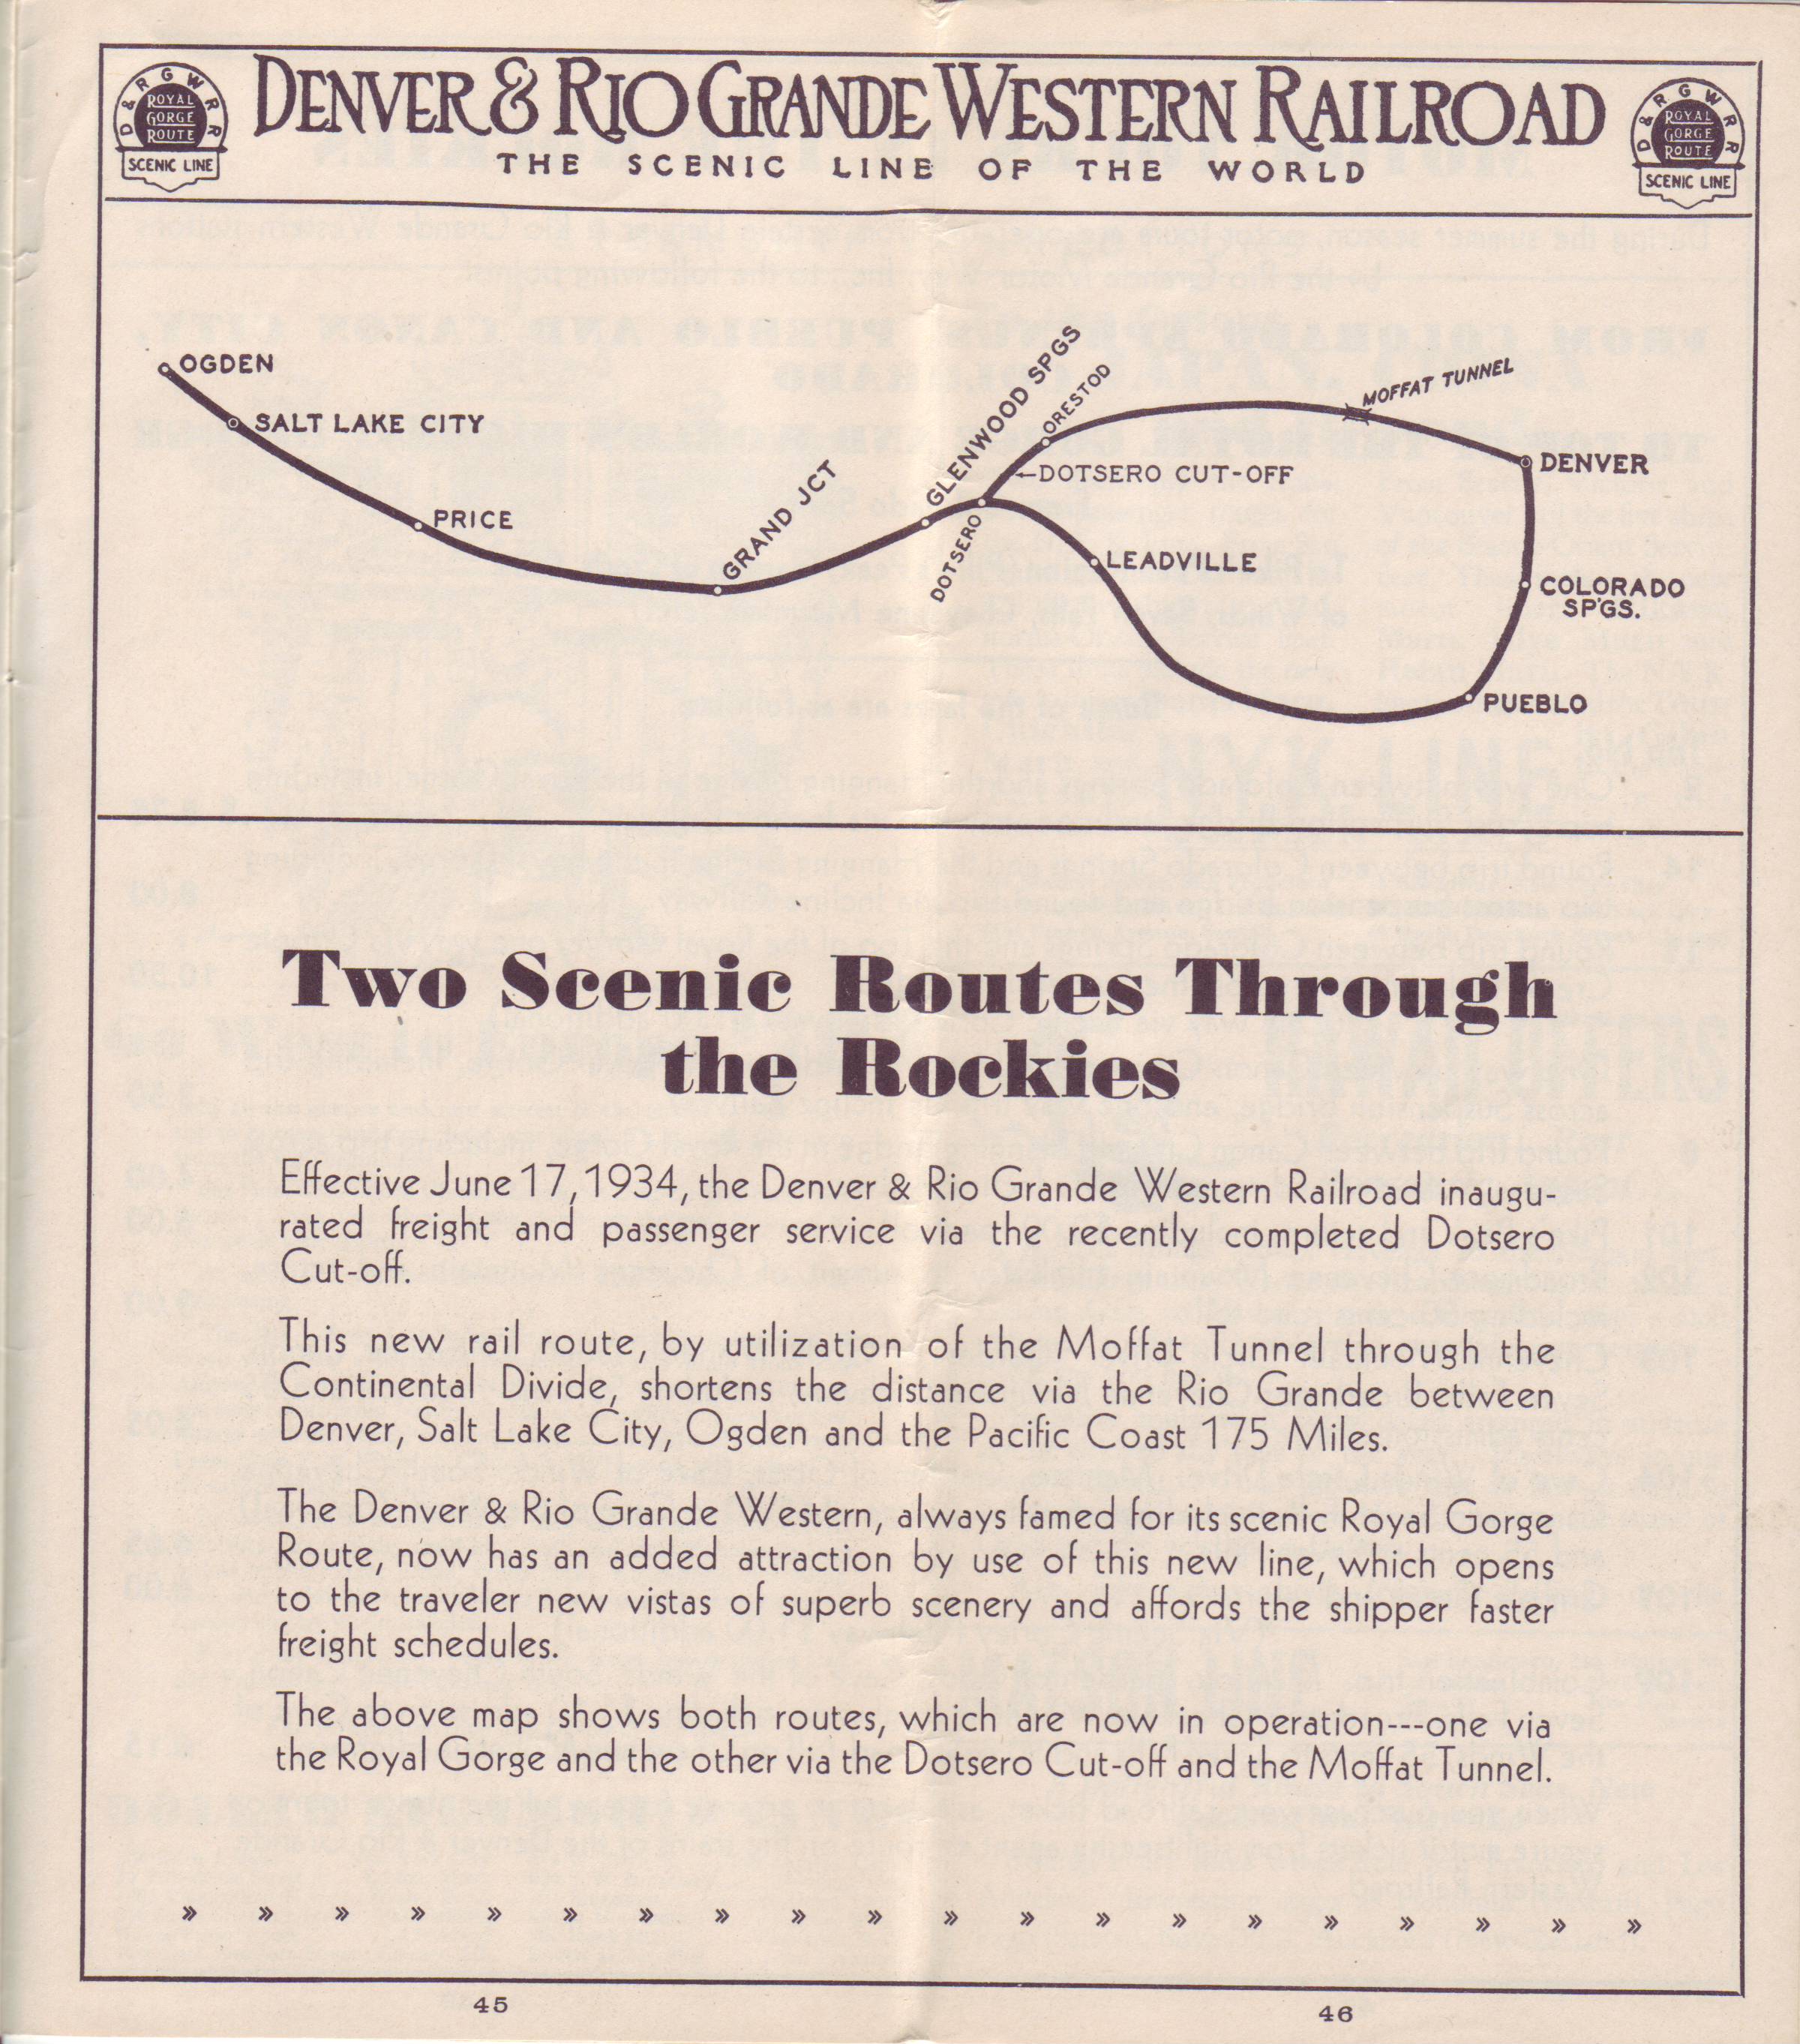 D & R G W R R
ROYAL
GORGE
ROUTE
SCENIC LINE
DENVER & RIO GRANDE WESTERN RAILROAD
THE SCENIC LINE OF THE WORLD
D & R G W R R
ROYAL
GORGE
ROUTE
SCENIC LINE
OGDEN
SALT LAKE CITY
PRICE
GRAND JCT
GLENWOOD SPGS
DOTSERO
ORESTOD
←DOTSERO CUT-OFF
MOFFAT TUNNEL
DENVER
LEADVILLE
COLORADO
SP'GS.
PUEBLO
Two Scenic Routes Through
the Rockies
Effective June 17, 1934, the Denver & Rio Grande Western Railroad inaugu-
rated freight and passenger service via the recently completed Dotsero
Cut-off.
This new rail route, by utilization of the Moffat Tunnel through the
Continental Divide, shortens the distance via the Rio Grande between
Denver, Salt Lake City, Ogden and the Pacific Coast 175 Miles.
The Denver & Rio Grande Western, always famed for its scenic Royal Gorge
Route, now has an added attraction by use of this new line, which opens
to the traveler new vistas of superb scenery and affords the shipper faster
freight schedules.
The above map shows both routes, which are now in operation---one via
the Royal Gorge and the other via the Dotsero Cut-off and the Moffat Tunnel.
» » » » » » » » » » » » » » » » » » » »
45
46